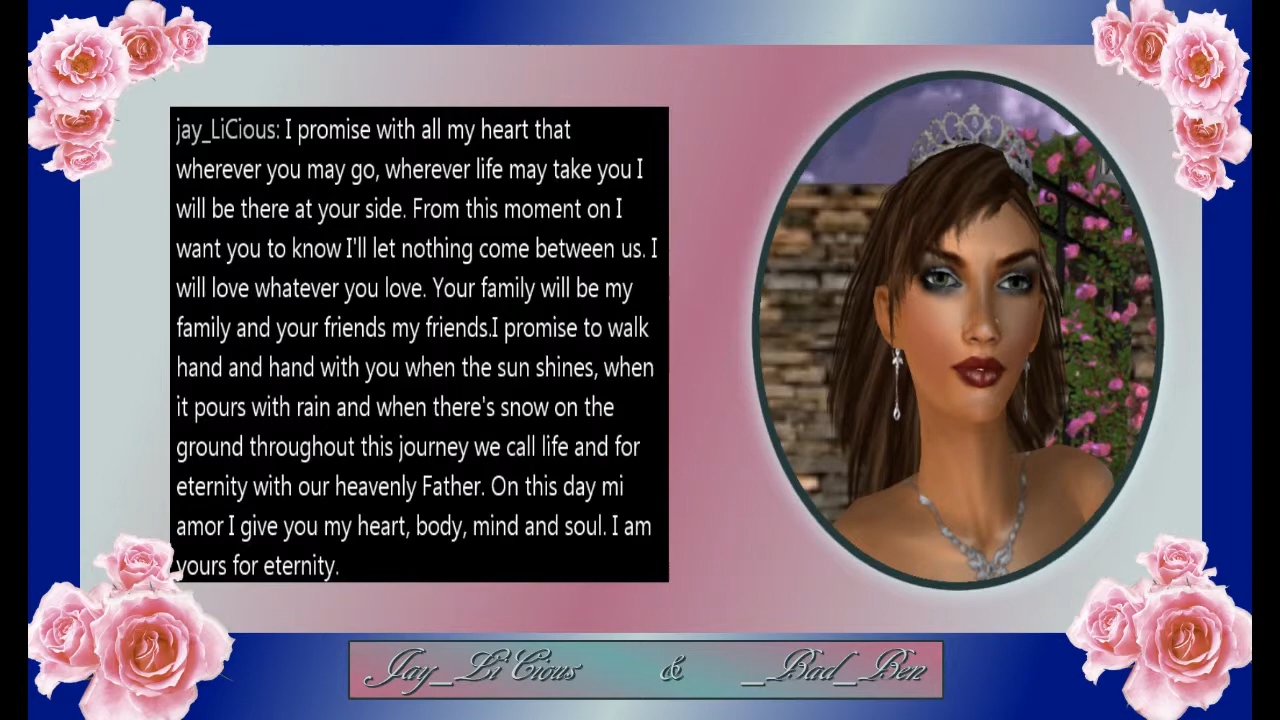 jay_LiCious: I promise with all my heart that
wherever you may go, wherever life may take you I
will be there at your side. From this moment on I
want you to know I'll let nothing come between us. I
will love whatever you love. Your family will be my
family and your friends my friends.I promise to walk
hand and hand with you when the sun shines, when
it pours with rain and when there's snow on the
ground throughout this journey we call life and for
eternity with our heavenly Father. On this day mi
amor I give you my heart, body, mind and soul. I am
yours for eternity.
Jay_LiCious & _Bad_Ben